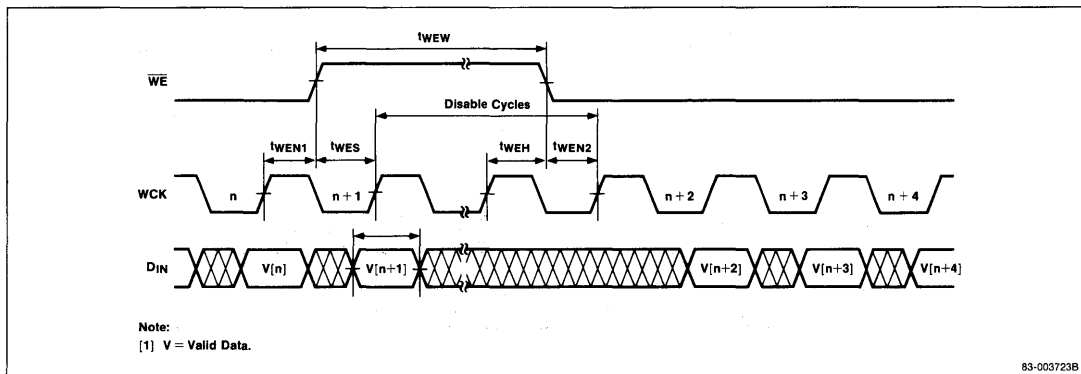 tWEW
WE
Disable Cycles
tWEN1 tWES tWEH tWEN2
WCK n n + 1 n + 2 n + 3 n + 4
DIN V[n] V[n+1] V[n+2] V[n+3] V[n+4]
Note:
[1] V = Valid Data.
83-003723B